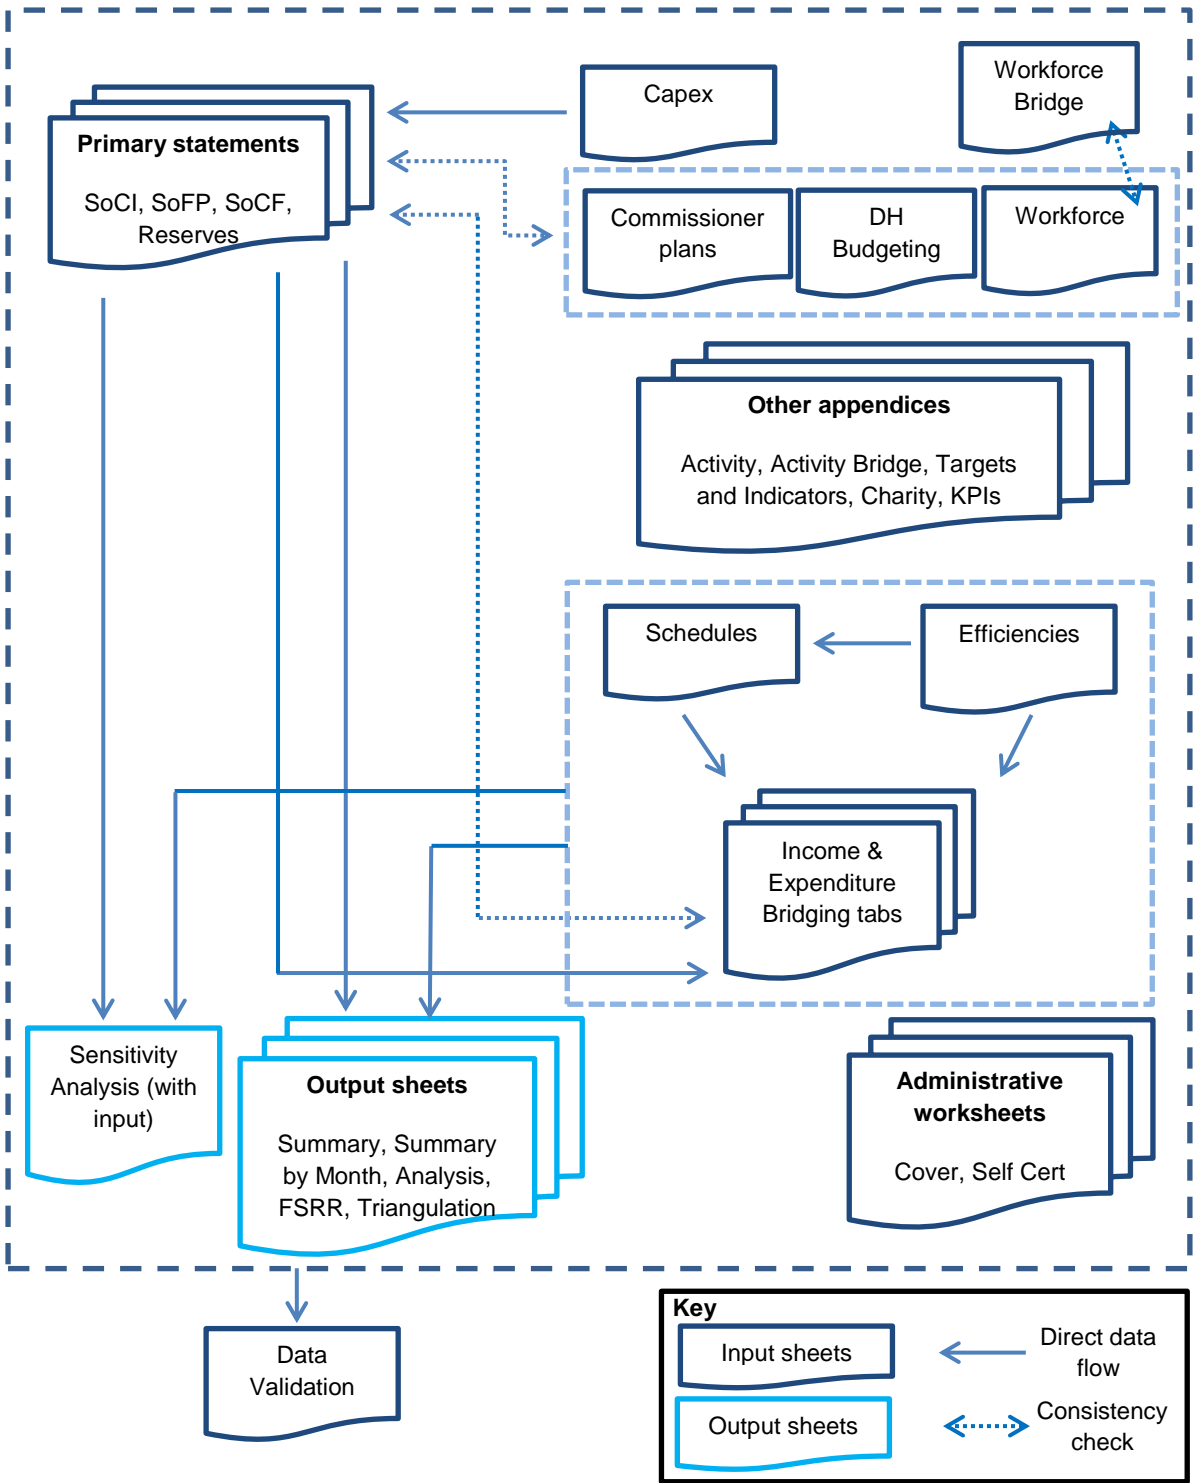 Capex
Workforce
Bridge
Primary statements
SoCI, SoFP, SoCF,
Reserves
Commissioner
plans
DH
Budgeting
Workforce
Other appendices
Activity, Activity Bridge, Targets
and Indicators, Charity, KPIs
Schedules
Efficiencies
Income &
Expenditure
Bridging tabs
Sensitivity
Analysis (with
input)
Output sheets
Summary, Summary
by Month, Analysis,
FSRR, Triangulation
Administrative
worksheets
Cover, Self Cert
Data
Validation
Key
Input sheets
Direct data
flow
Output sheets
Consistency
check